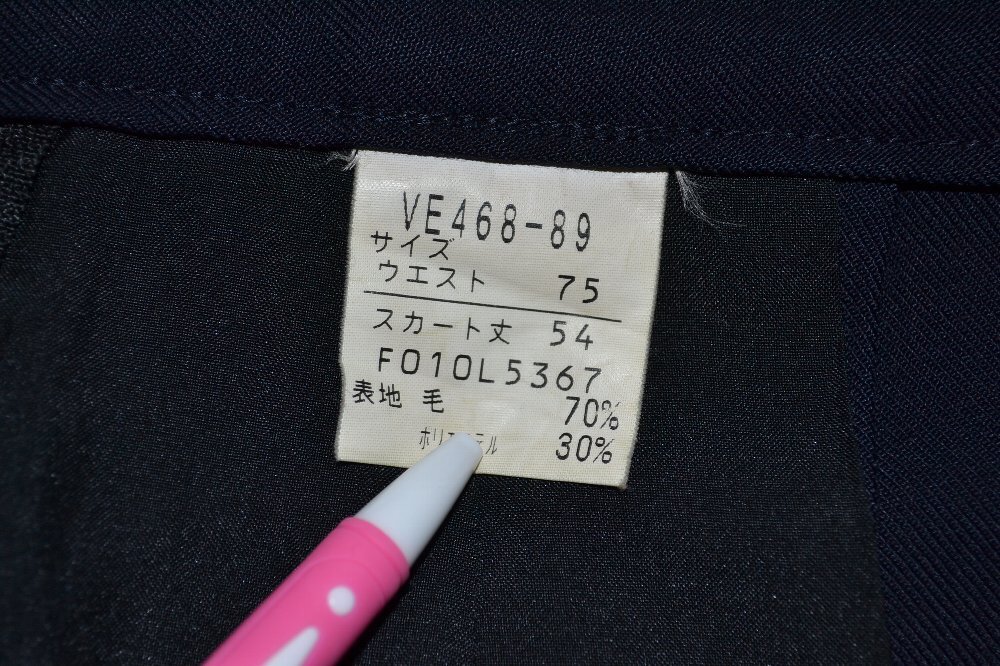 VE468-89
サイズ
ウエスト 75
スカート丈 54
F010L5367
表地 毛 70%
30%